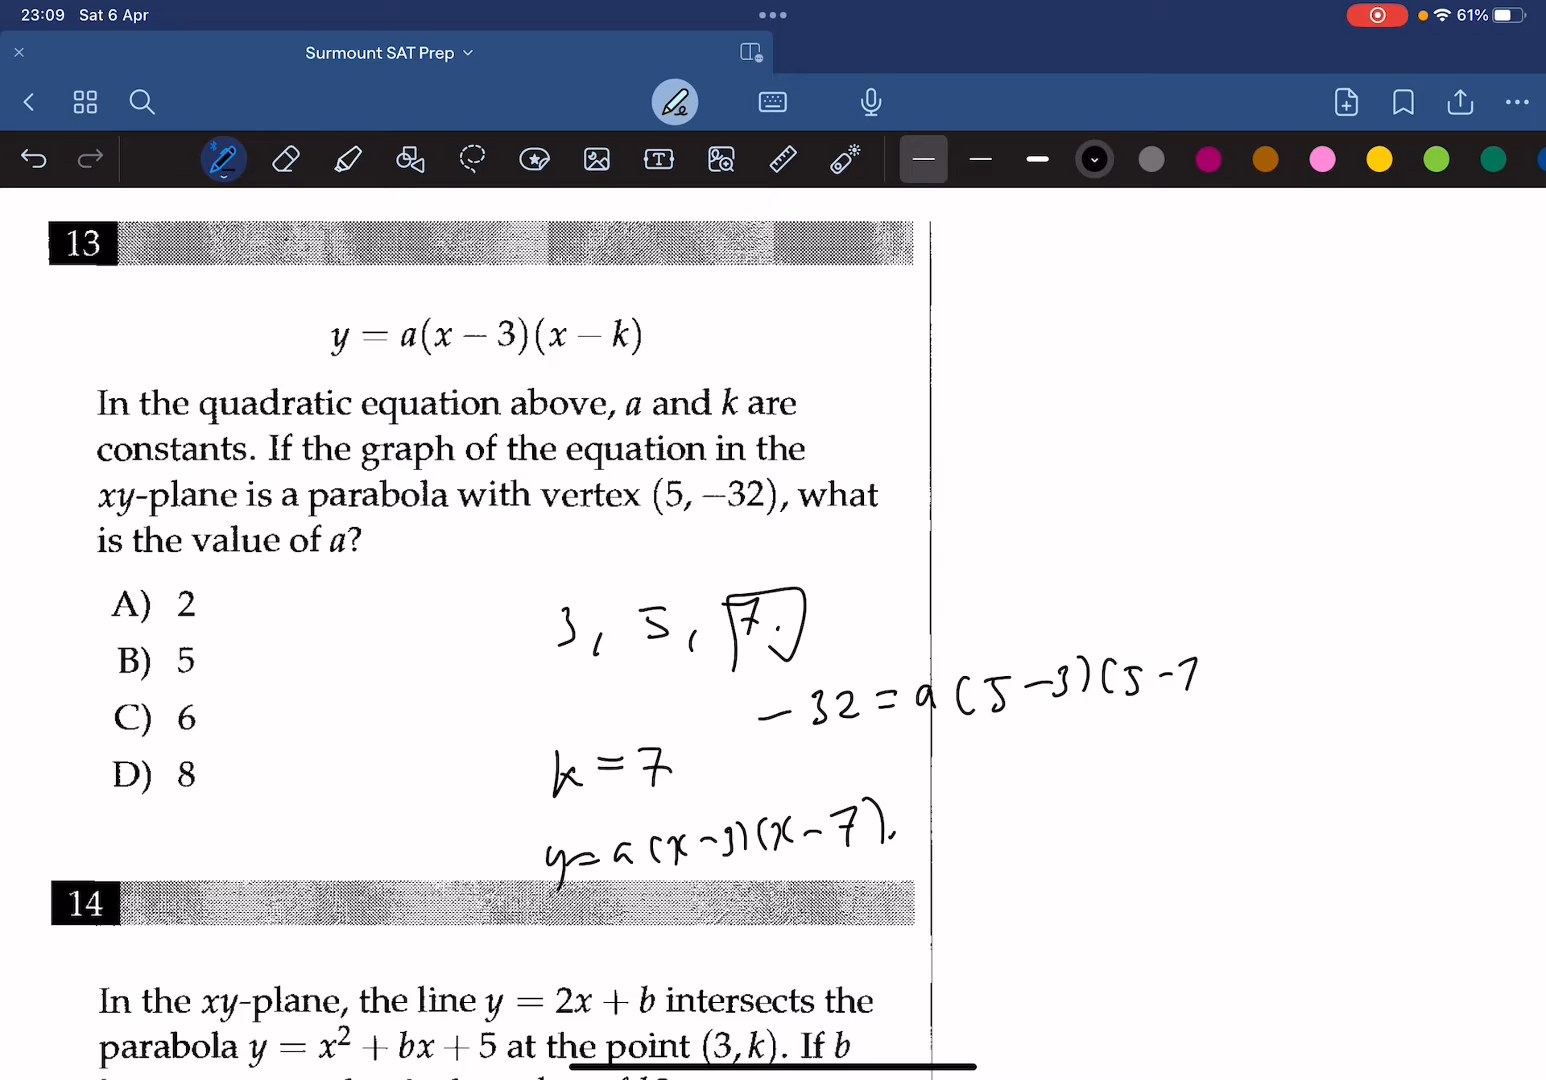 23:09 Sat 6 Apr
61%
Surmount SAT Prep
13
y = a(x − 3)(x − k)
In the quadratic equation above, a and k are
constants. If the graph of the equation in the
xy-plane is a parabola with vertex (5, −32), what
is the value of a?
A) 2
B) 5
C) 6
D) 8
3, 5, 7.
−32 = a(5−3)(5−7
k = 7
y = a(x−3)(x−7).
14
In the xy-plane, the line y = 2x + b intersects the
parabola y = x² + bx + 5 at the point (3, k). If b